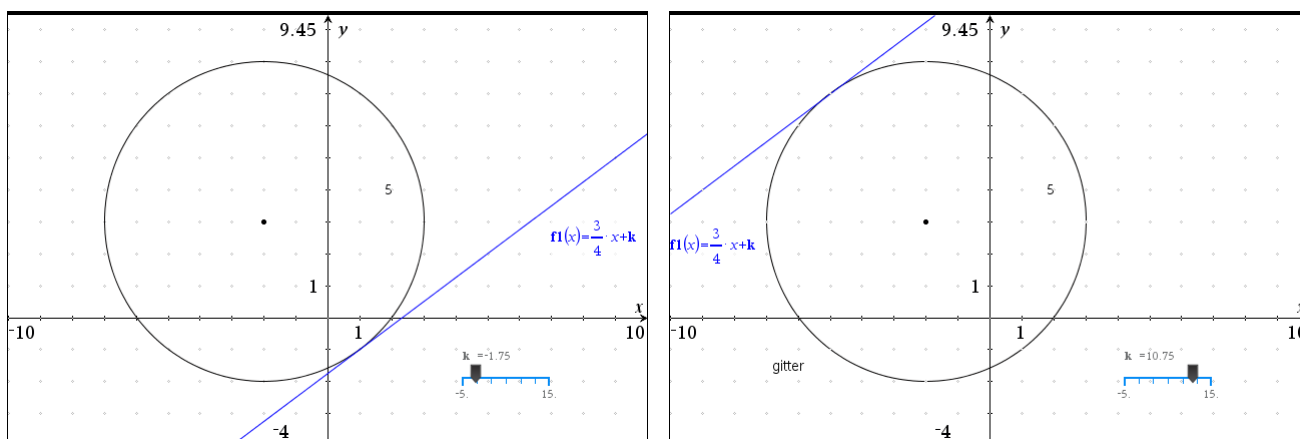 9.45 y
5
f1(x)=3/4 · x+k
1
x
-10 1 10
k =-1.75
-5. 15.
-4
9.45 y
5
f1(x)=3/4 · x+k
1
-10 1 10
k =10.75
gitter
-5. 15.
-4